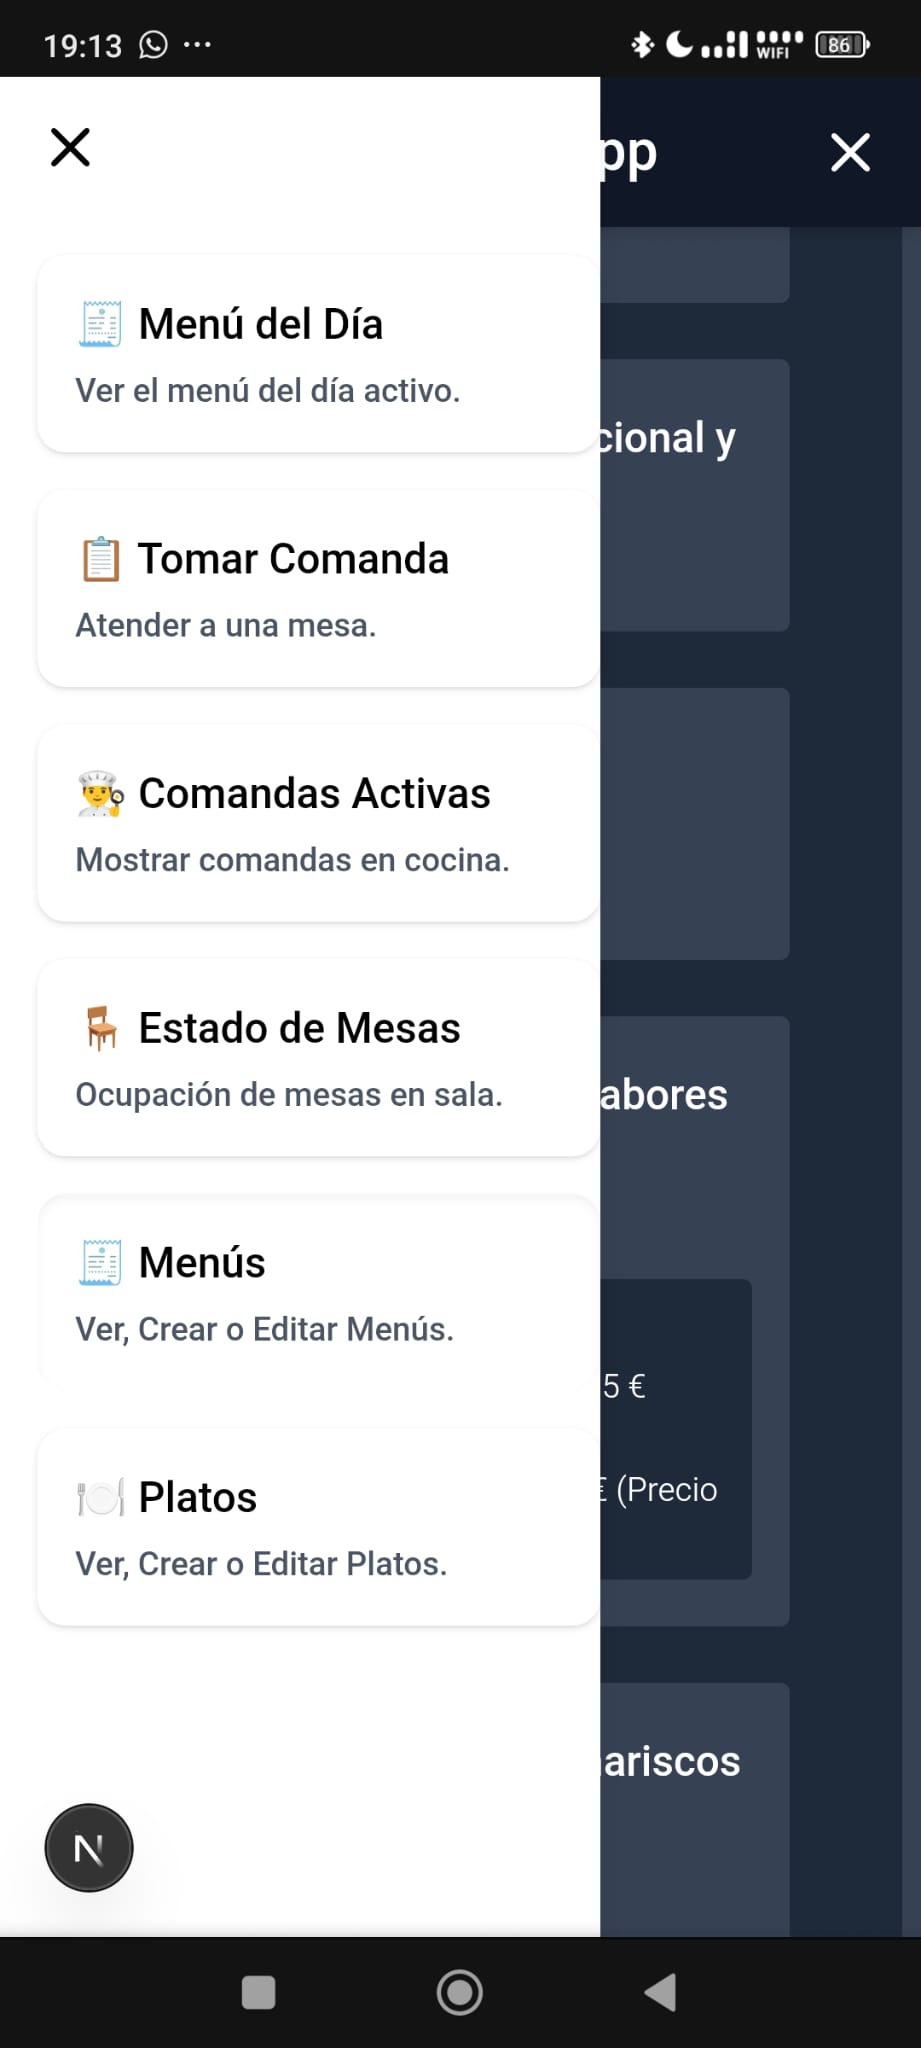 19:13
WIFI
86
pp
🧾 Menú del Día
Ver el menú del día activo.
cional y
📋 Tomar Comanda
Atender a una mesa.
👨‍🍳 Comandas Activas
Mostrar comandas en cocina.
🪑 Estado de Mesas
Ocupación de mesas en sala.
abores
🧾 Menús
Ver, Crear o Editar Menús.
5 €
🍽️ Platos
Ver, Crear o Editar Platos.
€ (Precio
ariscos
N